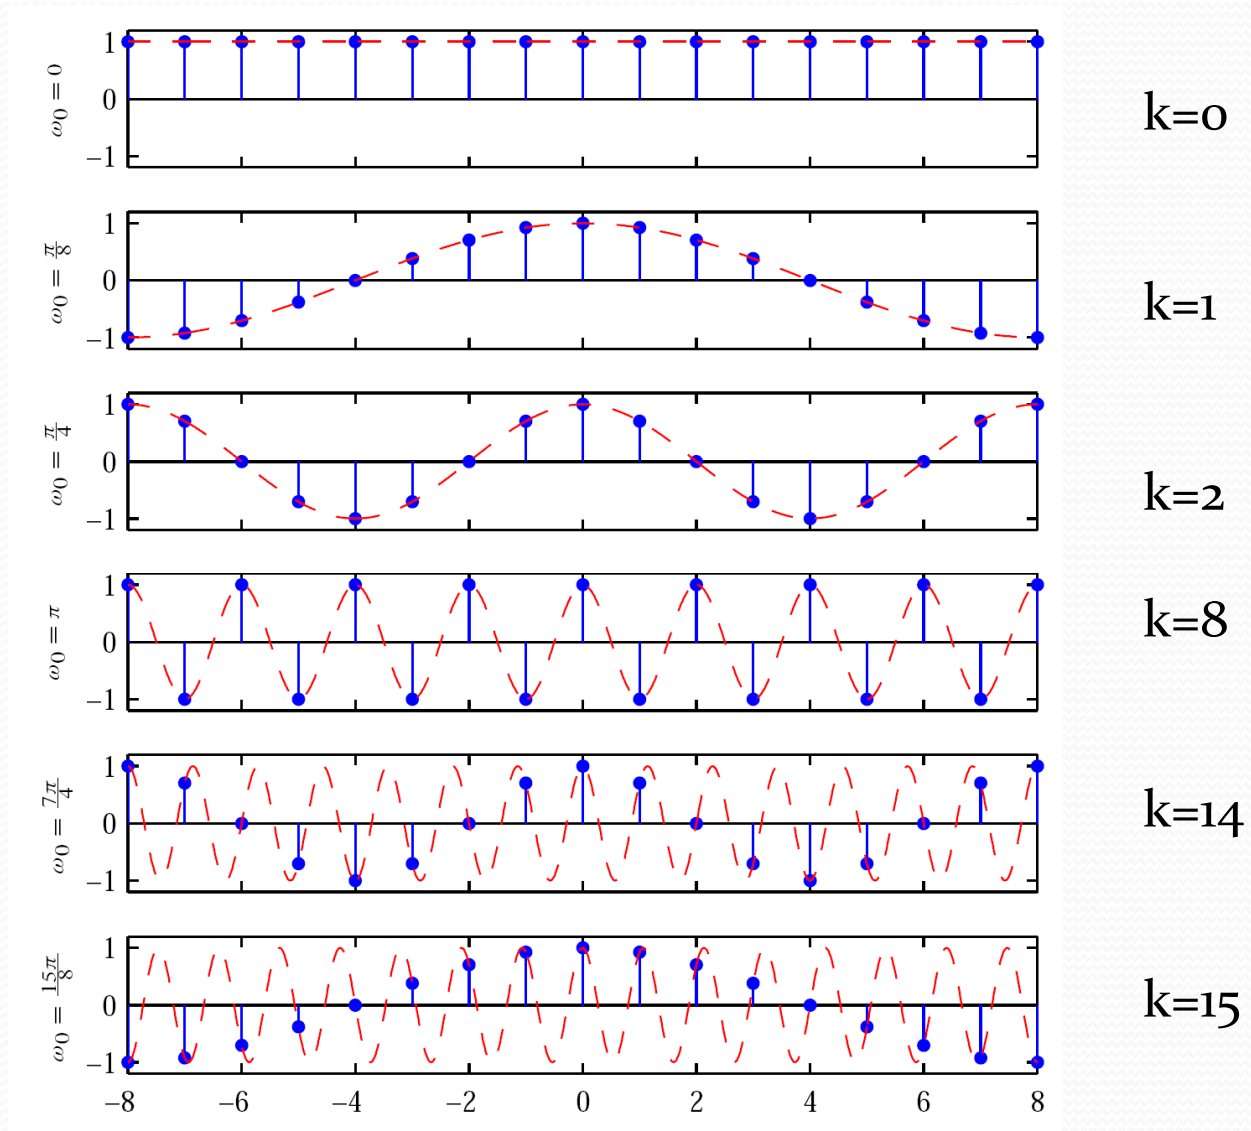 1
0
−1
ω₀ = 0
k=0
1
0
−1
ω₀ = π/8
k=1
1
0
−1
ω₀ = π/4
k=2
1
0
−1
ω₀ = π
k=8
1
0
−1
ω₀ = 7π/4
k=14
1
0
−1
ω₀ = 15π/8
k=15
−8 −6 −4 −2 0 2 4 6 8